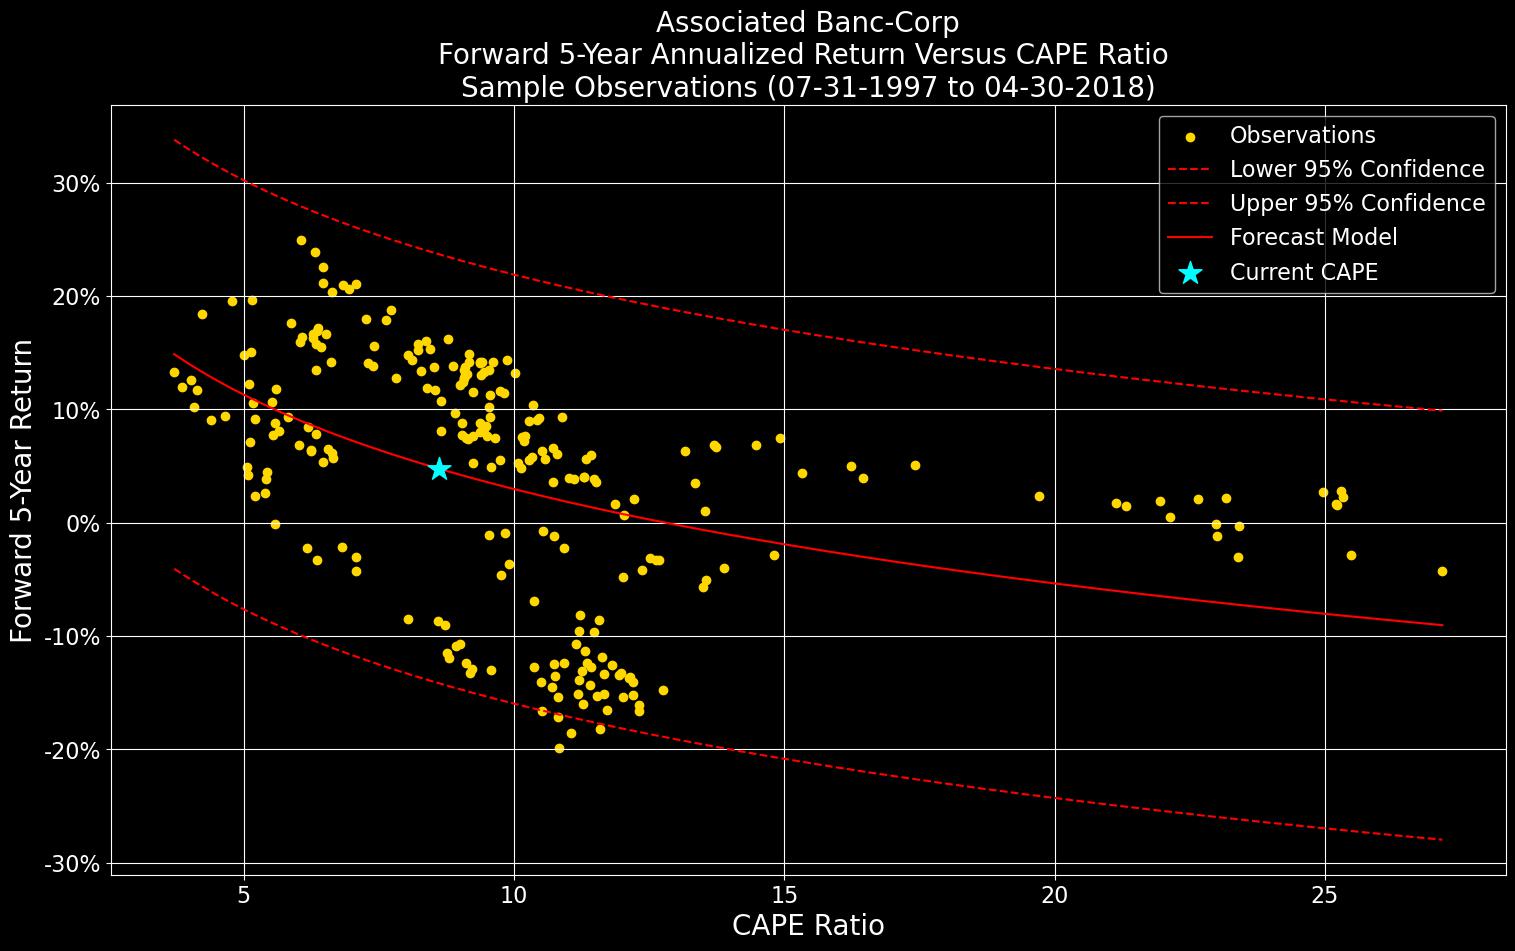 Associated Banc-Corp
Forward 5-Year Annualized Return Versus CAPE Ratio
Sample Observations (07-31-1997 to 04-30-2018)
Observations
Lower 95% Confidence
Upper 95% Confidence
Forecast Model
Current CAPE
Forward 5-Year Return
30%
20%
10%
0%
-10%
-20%
-30%
5
10
15
20
25
CAPE Ratio